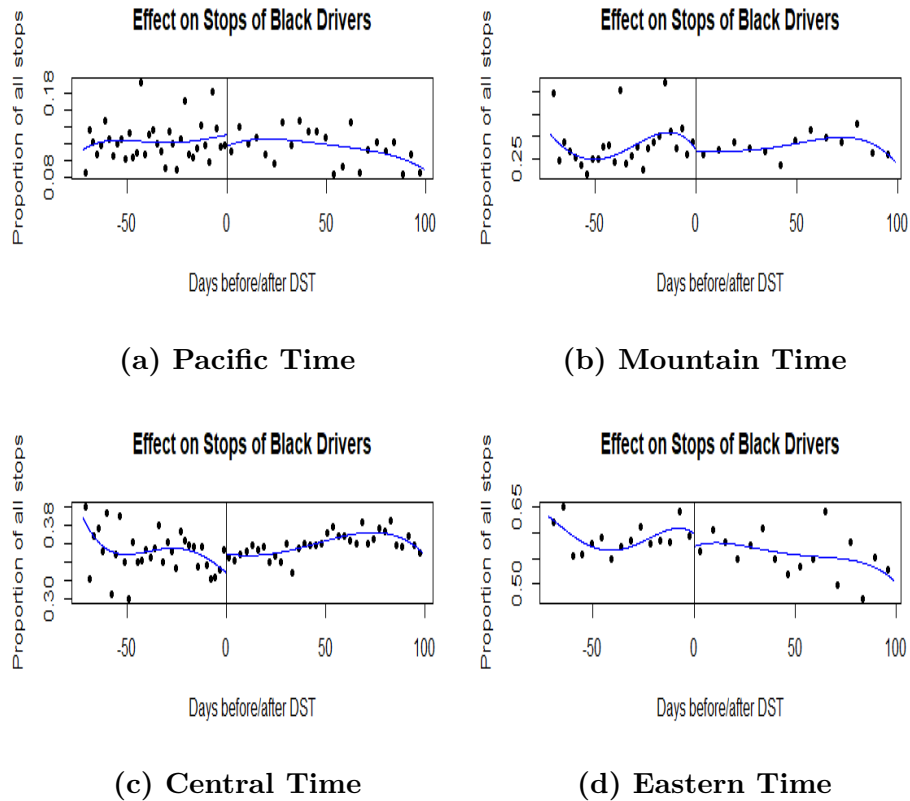 Effect on Stops of Black Drivers
Proportion of all stops
0.18
0.08
-50 0 50 100
Days before/after DST
(a) Pacific Time
Effect on Stops of Black Drivers
Proportion of all stops
0.25
-50 0 50 100
Days before/after DST
(b) Mountain Time
Effect on Stops of Black Drivers
Proportion of all stops
0.38
0.30
-50 0 50 100
Days before/after DST
(c) Central Time
Effect on Stops of Black Drivers
Proportion of all stops
0.65
0.50
-50 0 50 100
Days before/after DST
(d) Eastern Time